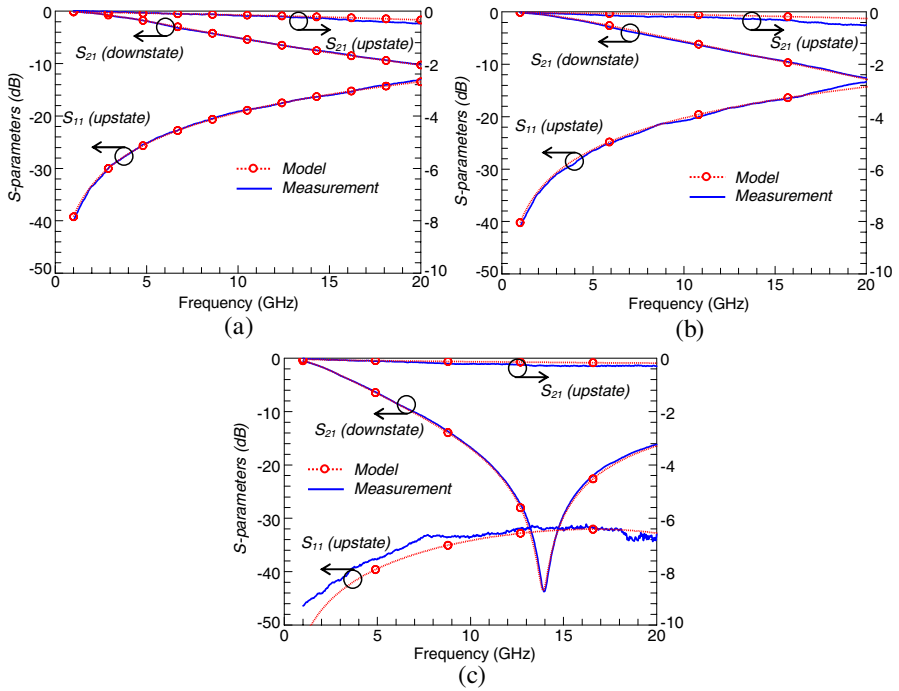 0
-10
-20
-30
-40
-50
S-parameters (dB)
0
-2
-4
-6
-8
-10
S21 (downstate)
S21 (upstate)
S11 (upstate)
Model
Measurement
0 5 10 15 20
Frequency (GHz)
(a)
0
-10
-20
-30
-40
-50
S-parameters (dB)
0
-2
-4
-6
-8
-10
S21 (downstate)
S21 (upstate)
S11 (upstate)
Model
Measurement
0 5 10 15 20
Frequency (GHz)
(b)
0
-10
-20
-30
-40
-50
S-parameters (dB)
0
-2
-4
-6
-8
-10
S21 (upstate)
S21 (downstate)
Model
Measurement
S11 (upstate)
0 5 10 15 20
Frequency (GHz)
(c)